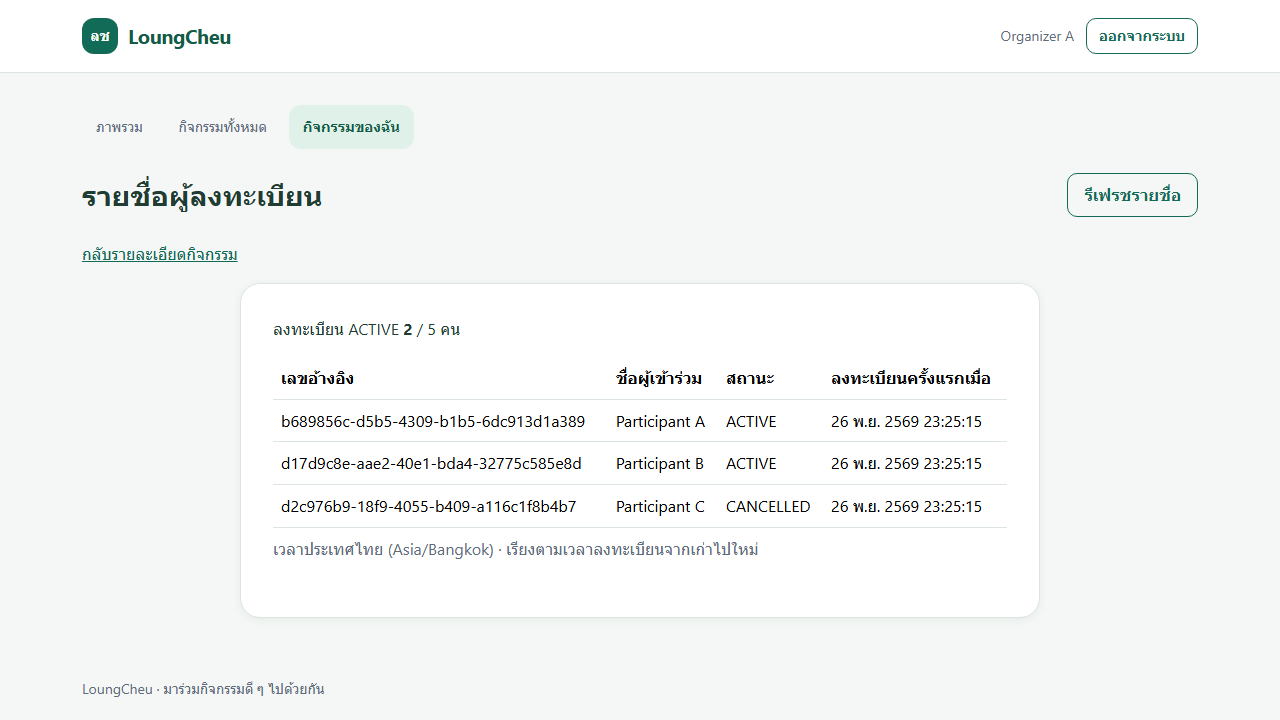 ลช LoungCheu Organizer A ออกจากระบบ
ภาพรวม กิจกรรมทั้งหมด กิจกรรมของฉัน
รายชื่อผู้ลงทะเบียน รีเฟรชรายชื่อ
กลับรายละเอียดกิจกรรม
ลงทะเบียน ACTIVE 2 / 5 คน
เลขอ้างอิง ชื่อผู้เข้าร่วม สถานะ ลงทะเบียนครั้งแรกเมื่อ
b689856c-d5b5-4309-b1b5-6dc913d1a389 Participant A ACTIVE 26 พ.ย. 2569 23:25:15
d17d9c8e-aae2-40e1-bda4-32775c585e8d Participant B ACTIVE 26 พ.ย. 2569 23:25:15
d2c976b9-18f9-4055-b409-a116c1f8b4b7 Participant C CANCELLED 26 พ.ย. 2569 23:25:15
เวลาประเทศไทย (Asia/Bangkok) · เรียงตามเวลาลงทะเบียนจากเก่าไปใหม่
LoungCheu · มาร่วมกิจกรรมดี ๆ ไปด้วยกัน